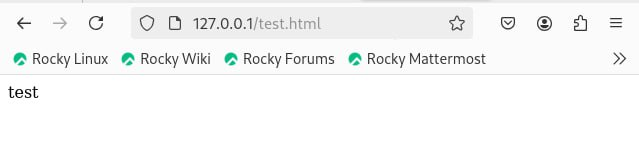 127.0.0.1/test.html
Rocky Linux Rocky Wiki Rocky Forums Rocky Mattermost
test